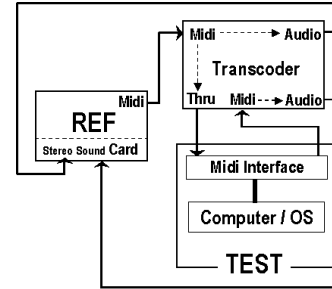 Midi Audio
Transcoder
Thru Midi Audio
Midi
REF
Stereo Sound Card
Midi Interface
Computer / OS
TEST